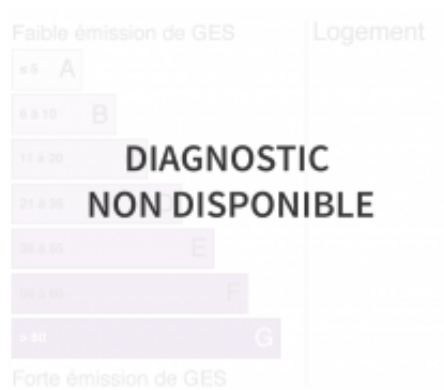 Faible émission de GES
Logement
≤ 5 A
6 à 10 B
11 à 20
DIAGNOSTIC
21 à 35
NON DISPONIBLE
36 à 55 E
56 à 80 F
> 80 G
Forte émission de GES